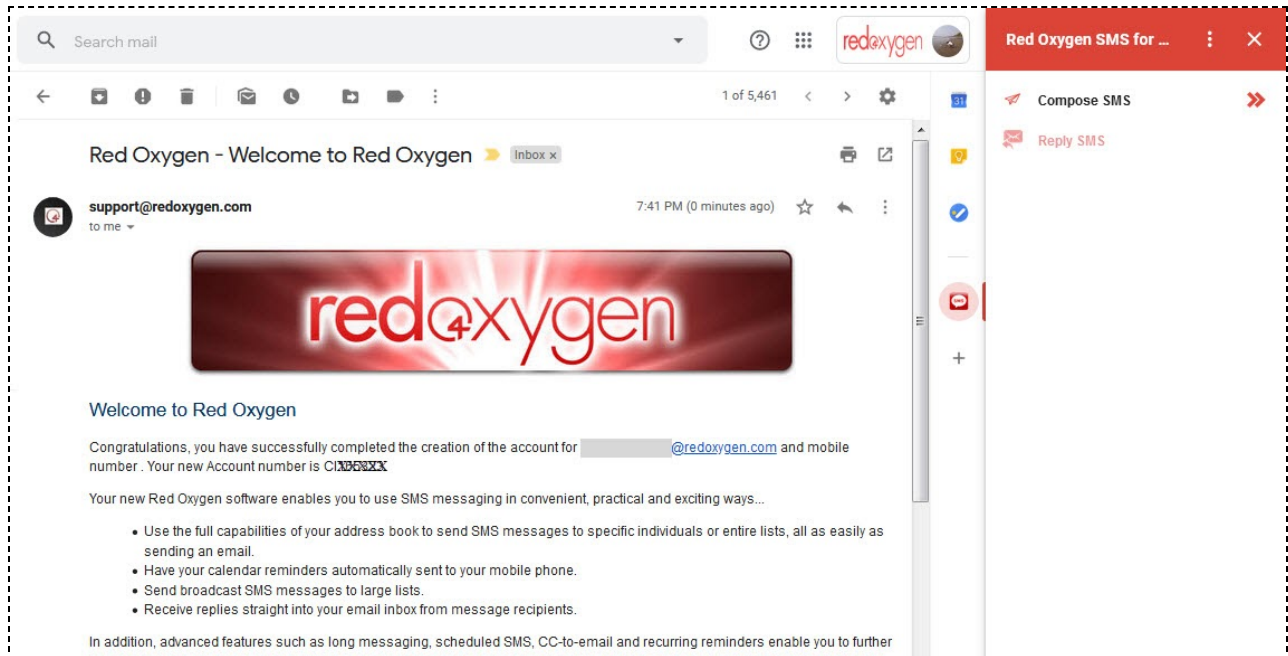 Search mail
redoxygen
Red Oxygen SMS for ...
1 of 5,461
31
Compose SMS
Reply SMS
Red Oxygen - Welcome to Red Oxygen
Inbox x
support@redoxygen.com
7:41 PM (0 minutes ago)
to me
redoxygen
4
SMS
Welcome to Red Oxygen
Congratulations, you have successfully completed the creation of the account for @redoxygen.com and mobile
number . Your new Account number is
Your new Red Oxygen software enables you to use SMS messaging in convenient, practical and exciting ways...
• Use the full capabilities of your address book to send SMS messages to specific individuals or entire lists, all as easily as
sending an email.
• Have your calendar reminders automatically sent to your mobile phone.
• Send broadcast SMS messages to large lists.
• Receive replies straight into your email inbox from message recipients.
In addition, advanced features such as long messaging, scheduled SMS, CC-to-email and recurring reminders enable you to further